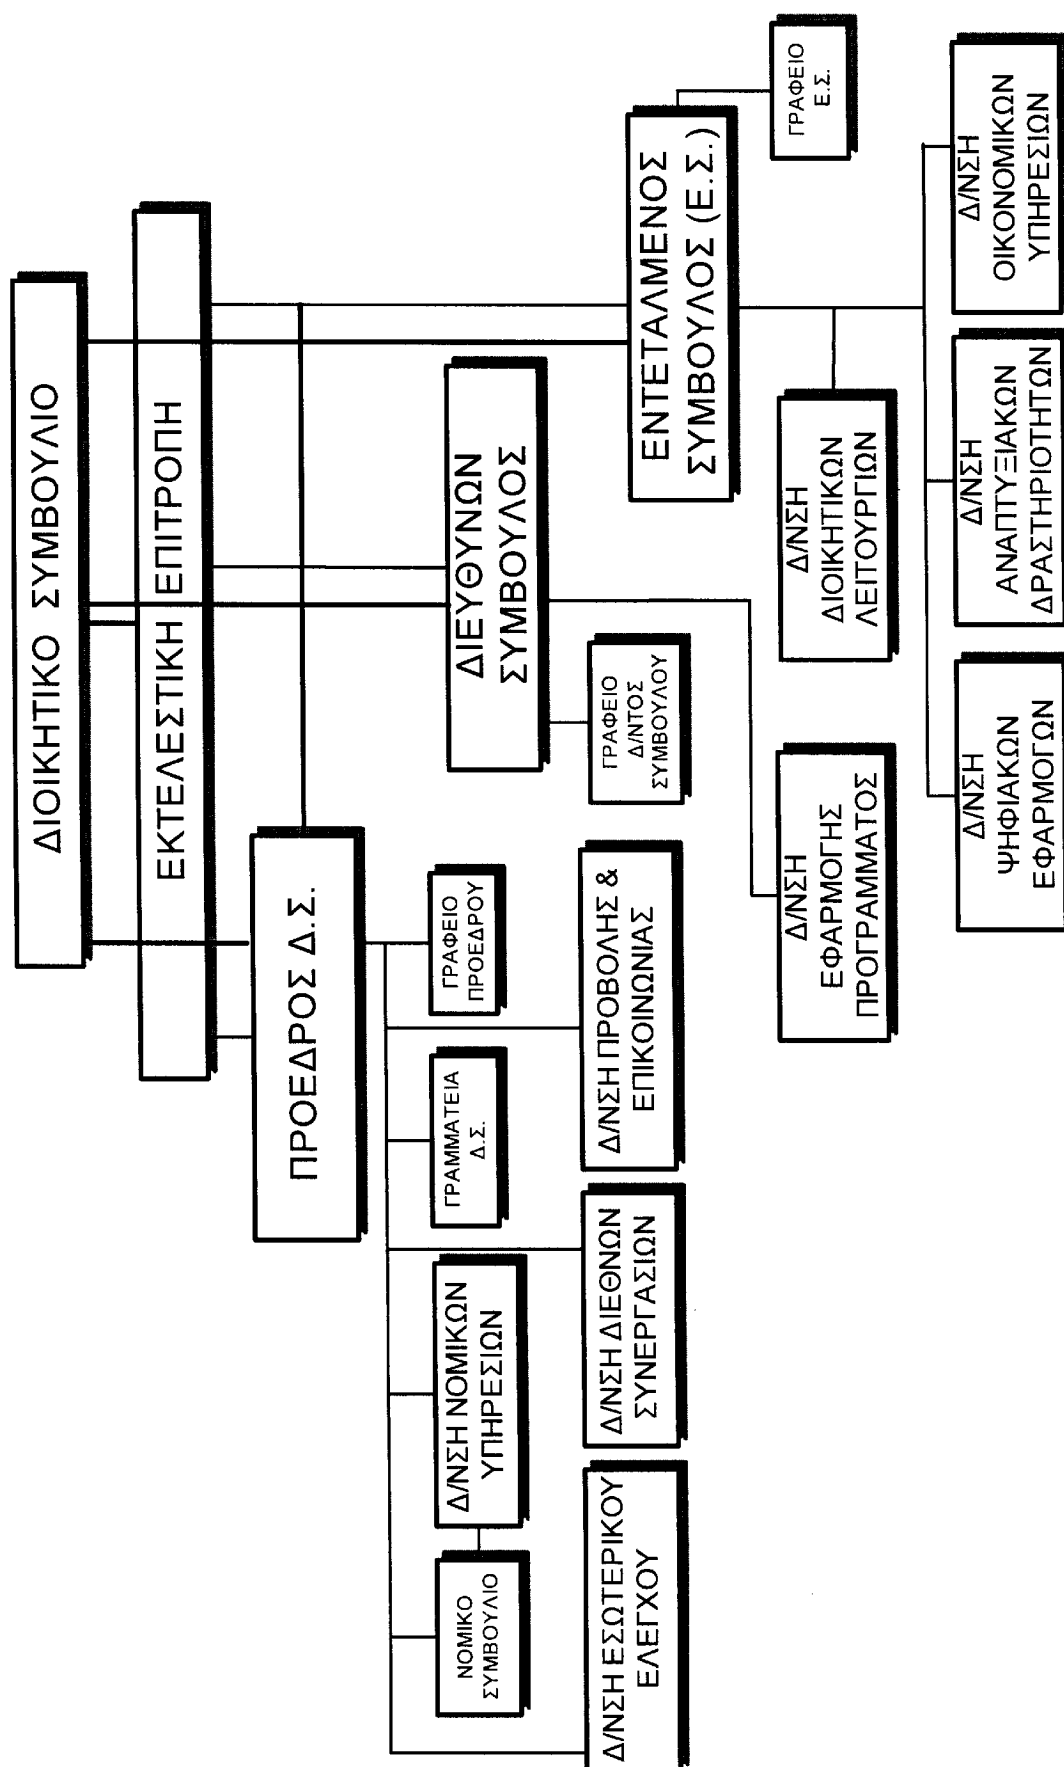 ΔΙΟΙΚΗΤΙΚΟ ΣΥΜΒΟΥΛΙΟ
ΕΚΤΕΛΕΣΤΙΚΗ ΕΠΙΤΡΟΠΗ
ΠΡΟΕΔΡΟΣ Δ.Σ.
ΔΙΕΥΘΥΝΩΝ
ΣΥΜΒΟΥΛΟΣ
ΕΝΤΕΤΑΛΜΕΝΟΣ
ΣΥΜΒΟΥΛΟΣ (Ε.Σ.)
ΝΟΜΙΚΟ
ΣΥΜΒΟΥΛΙΟ
Δ/ΝΣΗ ΝΟΜΙΚΩΝ
ΥΠΗΡΕΣΙΩΝ
ΓΡΑΜΜΑΤΕΙΑ
Δ.Σ.
ΓΡΑΦΕΙΟ
ΠΡΟΕΔΡΟΥ
ΓΡΑΦΕΙΟ
Δ/ΝΤΟΣ
ΣΥΜΒΟΥΛΟΥ
ΓΡΑΦΕΙΟ
Ε.Σ.
Δ/ΝΣΗ ΕΣΩΤΕΡΙΚΟΥ
ΕΛΕΓΧΟΥ
Δ/ΝΣΗ ΔΙΕΘΝΩΝ
ΣΥΝΕΡΓΑΣΙΩΝ
Δ/ΝΣΗ ΠΡΟΒΟΛΗΣ &
ΕΠΙΚΟΙΝΩΝΙΑΣ
Δ/ΝΣΗ
ΕΦΑΡΜΟΓΗΣ
ΠΡΟΓΡΑΜΜΑΤΟΣ
Δ/ΝΣΗ
ΔΙΟΙΚΗΤΙΚΩΝ
ΛΕΙΤΟΥΡΓΙΩΝ
Δ/ΝΣΗ
ΨΗΦΙΑΚΩΝ
ΕΦΑΡΜΟΓΩΝ
Δ/ΝΣΗ
ΑΝΑΠΤΥΞΙΑΚΩΝ
ΔΡΑΣΤΗΡΙΟΤΗΤΩΝ
Δ/ΝΣΗ
ΟΙΚΟΝΟΜΙΚΩΝ
ΥΠΗΡΕΣΙΩΝ